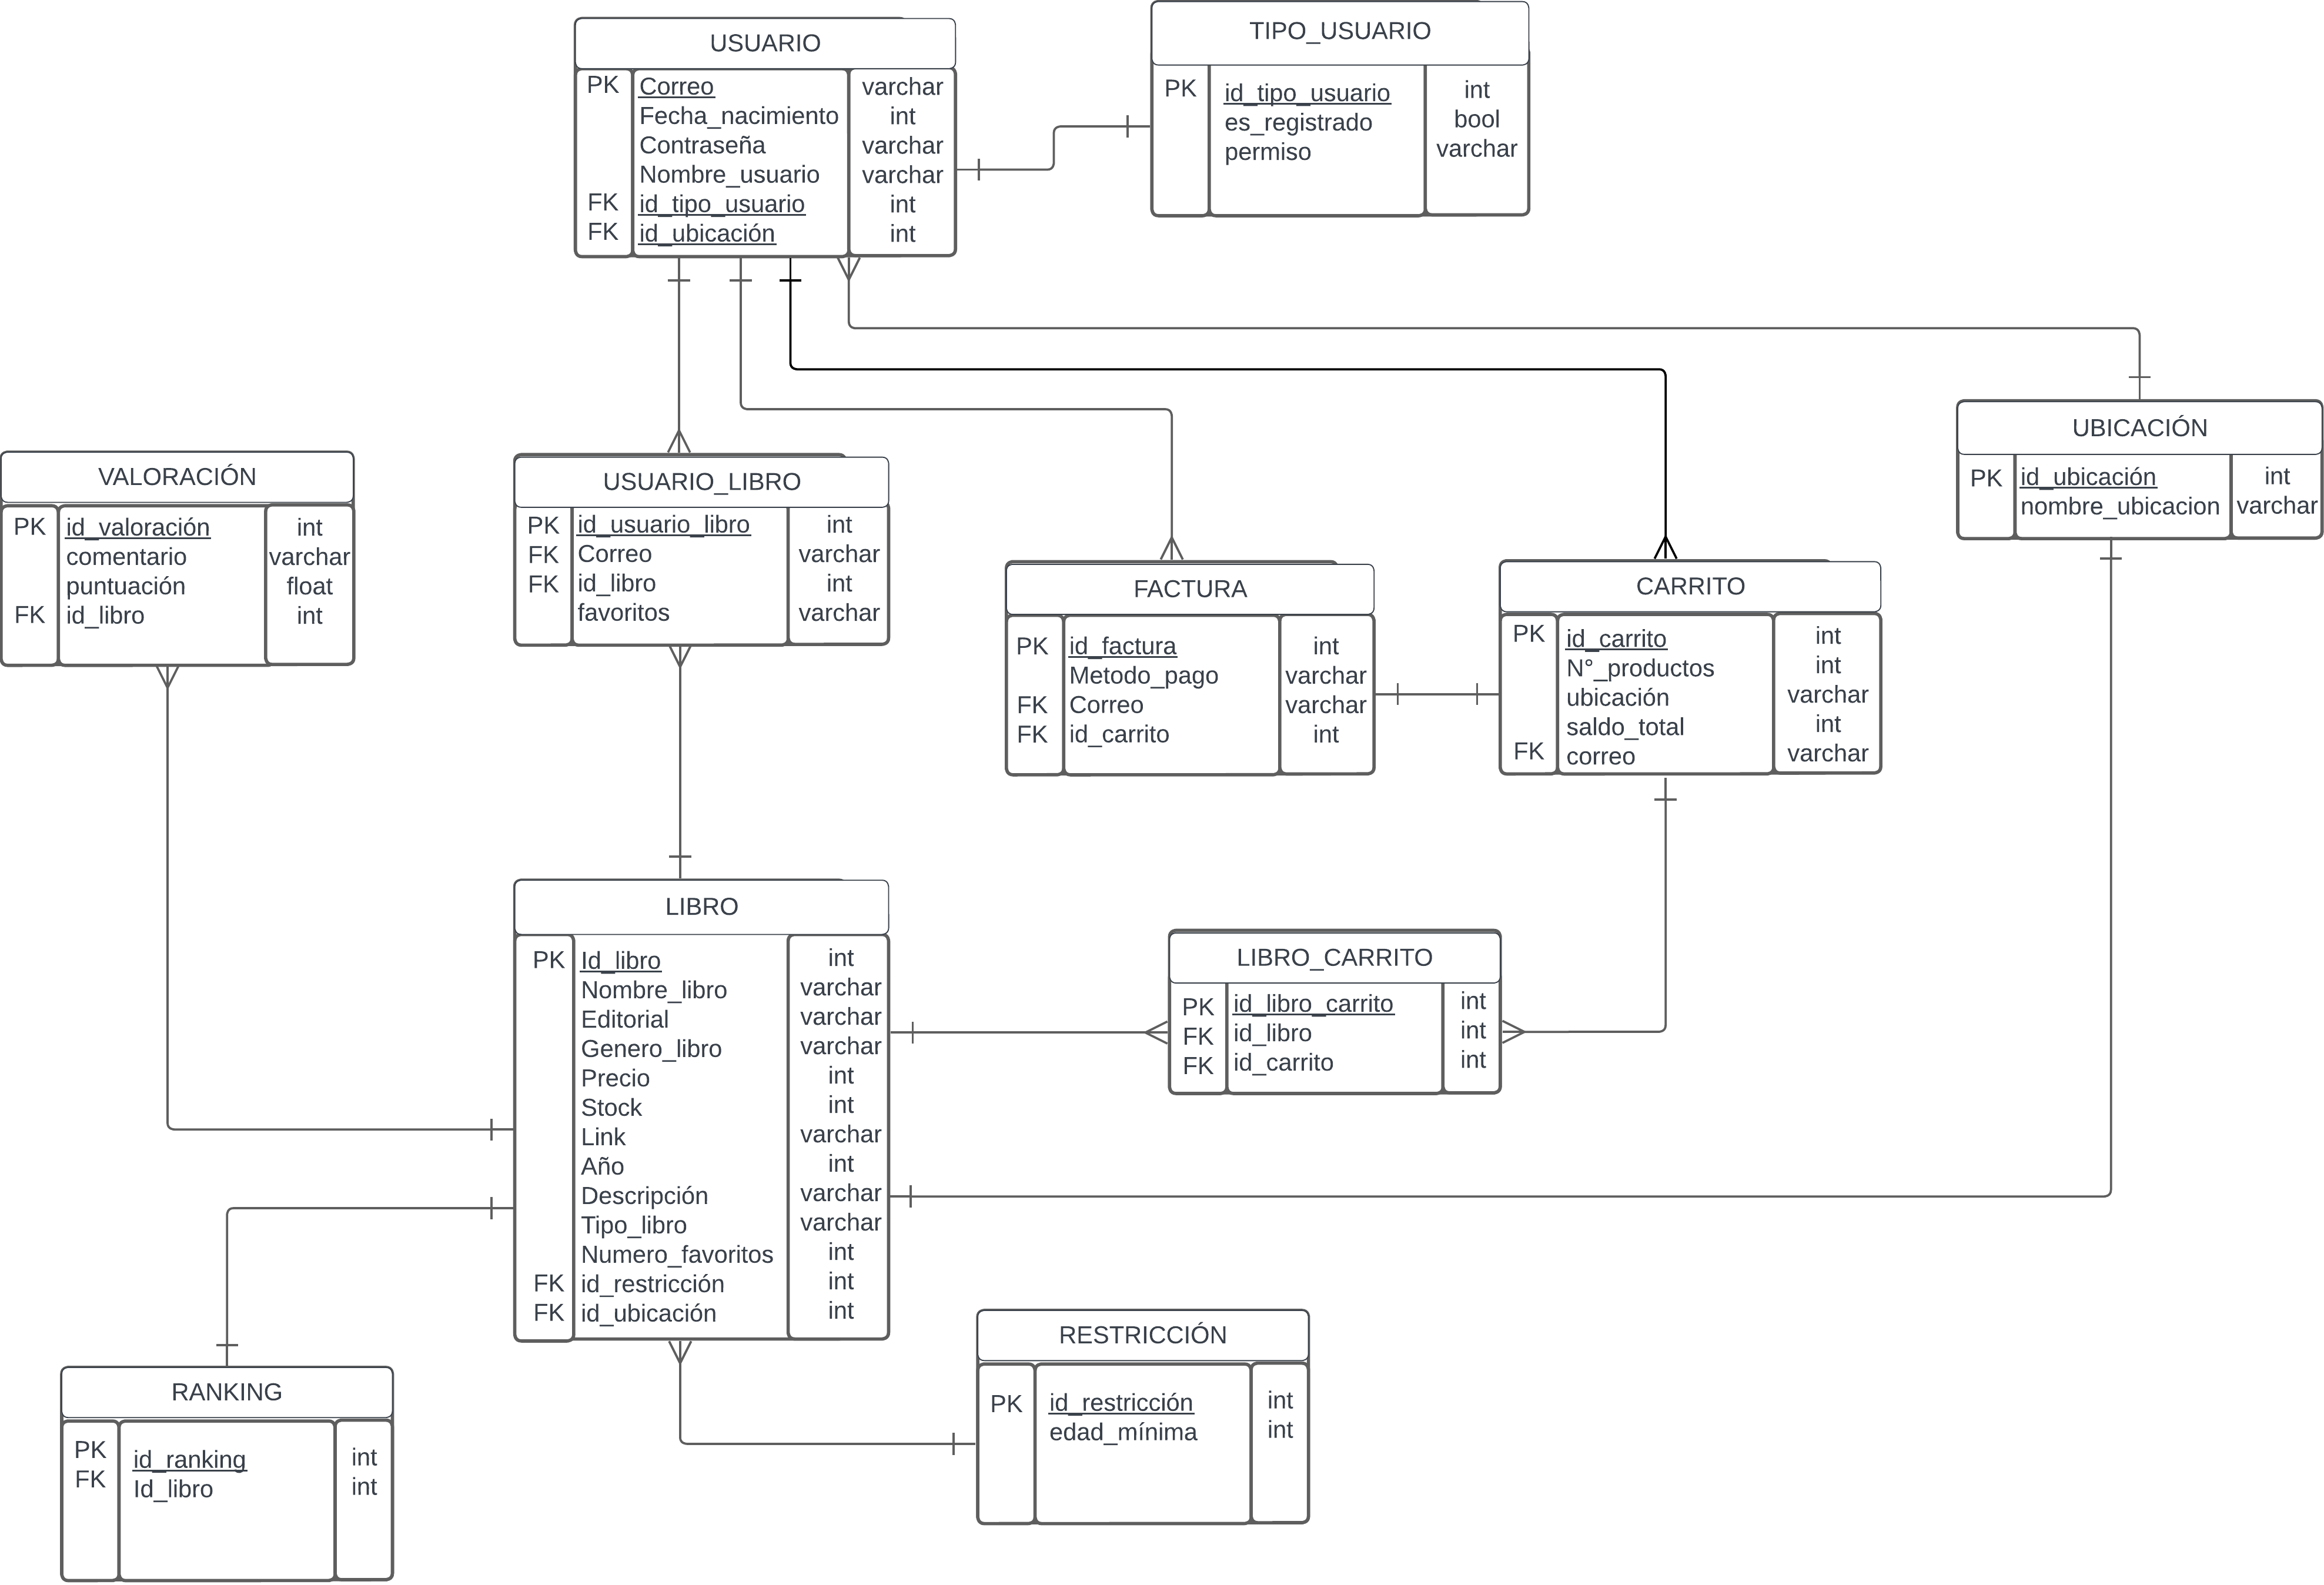 USUARIO
PK Correo varchar
Fecha_nacimiento int
Contraseña varchar
Nombre_usuario varchar
FK id_tipo_usuario int
FK id_ubicación int
TIPO_USUARIO
PK id_tipo_usuario int
es_registrado bool
permiso varchar
UBICACIÓN
PK id_ubicación int
nombre_ubicacion varchar
VALORACIÓN
PK id_valoración int
comentario varchar
puntuación float
FK id_libro int
USUARIO_LIBRO
PK id_usuario_libro int
FK Correo varchar
FK id_libro int
favoritos varchar
FACTURA
PK id_factura int
Metodo_pago varchar
FK Correo varchar
FK id_carrito int
CARRITO
PK id_carrito int
N°_productos int
ubicación varchar
saldo_total int
FK correo varchar
LIBRO
PK Id_libro int
Nombre_libro varchar
Editorial varchar
Genero_libro varchar
Precio int
Stock int
Link varchar
Año int
Descripción varchar
Tipo_libro varchar
Numero_favoritos int
FK id_restricción int
FK id_ubicación int
LIBRO_CARRITO
PK id_libro_carrito int
FK id_libro int
FK id_carrito int
RESTRICCIÓN
PK id_restricción int
edad_mínima int
RANKING
PK id_ranking int
FK Id_libro int